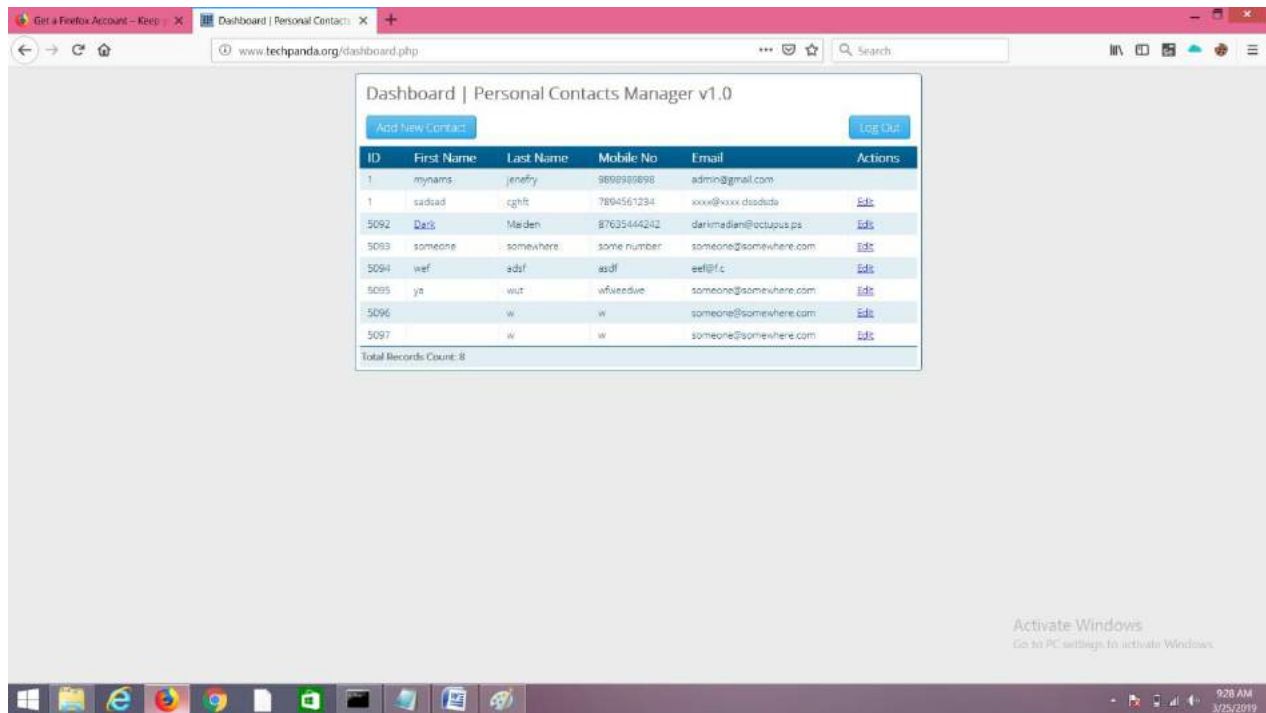 Get a Firefox Account – Keep y
Dashboard | Personal Contacts
www.techpanda.org/dashboard.php
Search
Dashboard | Personal Contacts Manager v1.0
Add New Contact Log Out
ID First Name Last Name Mobile No Email Actions
1 mynams jenefry 9898989898 admin@gmail.com
1 sadsad cghft 7894561234 xxxx@xxxx.dssdsds Edit
5092 Dark Maiden 87635444242 darkmadian@octupus.ps Edit
5093 someone somewhere some number someone@somewhere.com Edit
5094 wef adsf asdf eef@f.c Edit
5095 ya wut wfweedwe someone@somewhere.com Edit
5096 w w someone@somewhere.com Edit
5097 w w someone@somewhere.com Edit
Total Records Count: 8
Activate Windows
Go to PC settings to activate Windows.
9:28 AM
3/25/2019